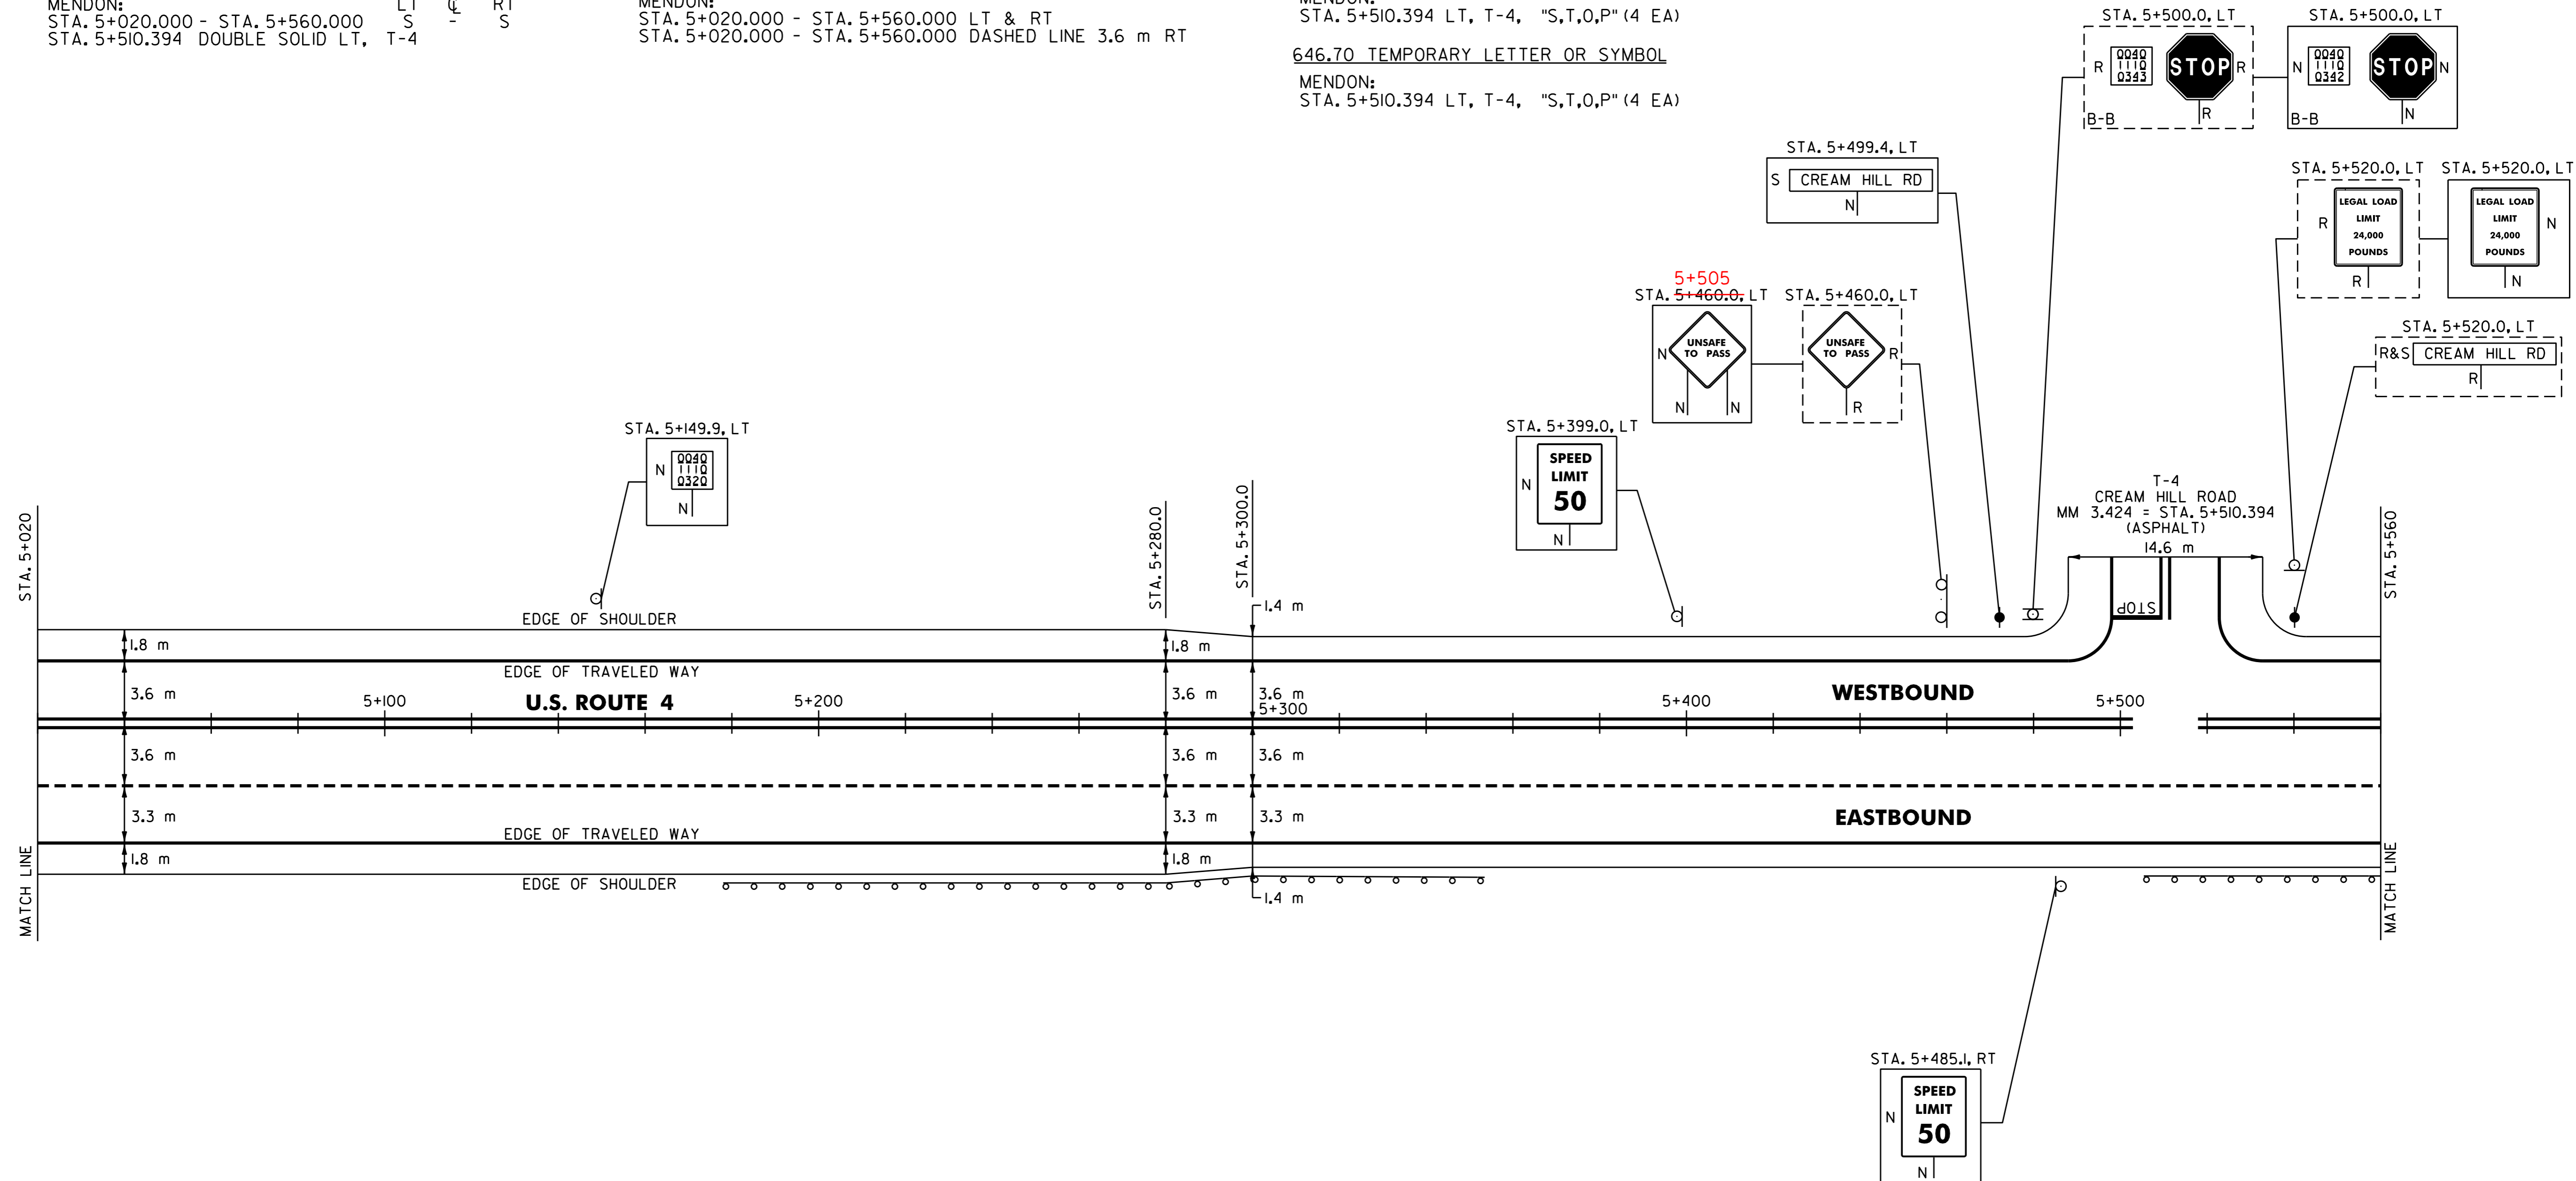 MENDON:
LT ℄ RT
STA. 5+020.000 - STA. 5+560.000 S - S
STA. 5+510.394 DOUBLE SOLID LT, T-4
MENDON:
STA. 5+020.000 - STA. 5+560.000 LT & RT
STA. 5+020.000 - STA. 5+560.000 DASHED LINE 3.6 m RT
MENDON:
STA. 5+510.394 LT, T-4, "S,T,O,P" (4 EA)
646.70 TEMPORARY LETTER OR SYMBOL
MENDON:
STA. 5+510.394 LT, T-4, "S,T,O,P" (4 EA)
STA. 5+500.0, LT
R
0040
1110
0343
STOP
R
R
B-B
STA. 5+500.0, LT
N
0040
1110
0342
STOP
N
N
B-B
STA. 5+499.4, LT
S
CREAM HILL RD
N
STA. 5+520.0, LT
R
LEGAL LOAD
LIMIT
24,000
POUNDS
R
STA. 5+520.0, LT
LEGAL LOAD
LIMIT
24,000
POUNDS
N
N
5+505
STA. 5+460.0, LT
N
UNSAFE
TO PASS
N N
STA. 5+460.0, LT
UNSAFE
TO PASS
R
R
STA. 5+520.0, LT
R&S
CREAM HILL RD
R
STA. 5+149.9, LT
N
0040
1110
0320
N
STA. 5+399.0, LT
N
SPEED
LIMIT
50
N
T-4
CREAM HILL ROAD
MM 3.424 = STA. 5+510.394
(ASPHALT)
14.6 m
STA. 5+020
STA. 5+280.0
STA. 5+300.0
STA. 5+560
STOP
EDGE OF SHOULDER
1.4 m
1.8 m
1.8 m
EDGE OF TRAVELED WAY
3.6 m
U.S. ROUTE 4
3.6 m
3.6 m
WESTBOUND
5+100
5+200
5+300
5+400
5+500
3.6 m
3.6 m
3.6 m
3.3 m
3.3 m
3.3 m
EASTBOUND
EDGE OF TRAVELED WAY
1.8 m
1.8 m
EDGE OF SHOULDER
1.4 m
MATCH LINE
MATCH LINE
STA. 5+485.1, RT
N
SPEED
LIMIT
50
N